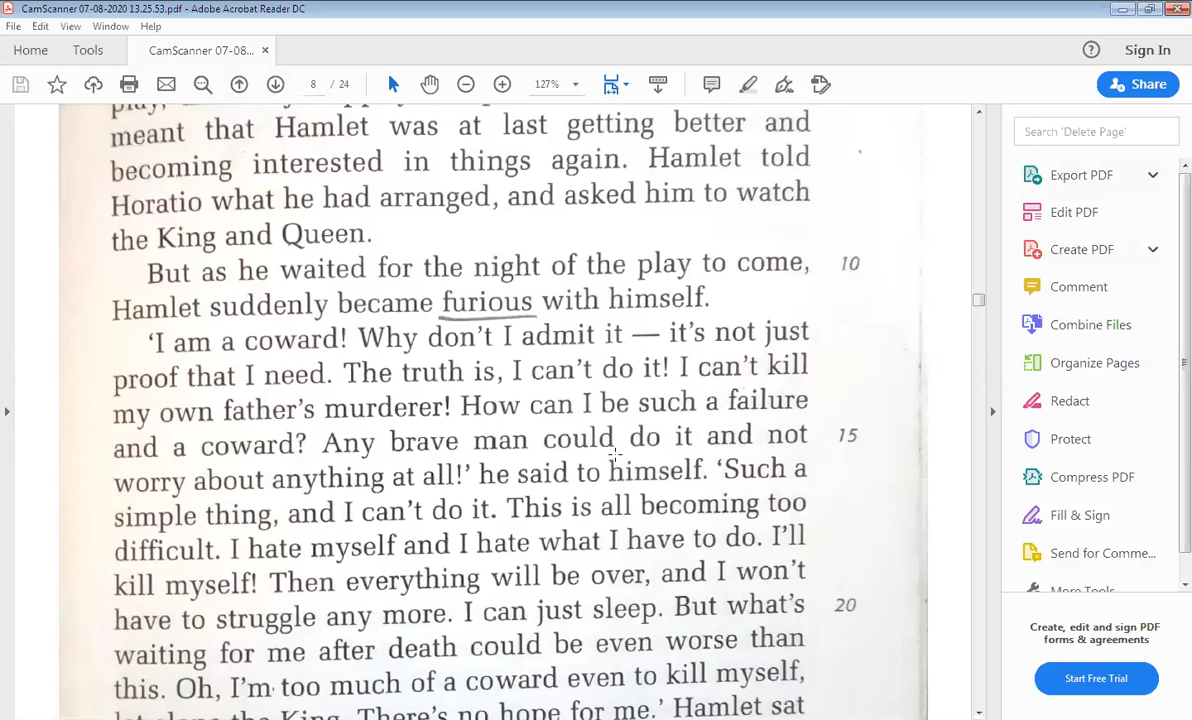 CamScanner 07-08-2020 13.25.53.pdf - Adobe Acrobat Reader DC
File Edit View Window Help
Home Tools CamScanner 07-08... × Sign In
8 / 24 127% Share
play,
meant that Hamlet was at last getting better and
becoming interested in things again. Hamlet told
Horatio what he had arranged, and asked him to watch
the King and Queen.
But as he waited for the night of the play to come, 10
Hamlet suddenly became furious with himself.
‘I am a coward! Why don’t I admit it — it’s not just
proof that I need. The truth is, I can’t do it! I can’t kill
my own father’s murderer! How can I be such a failure
and a coward? Any brave man could do it and not 15
worry about anything at all!’ he said to himself. ‘Such a
simple thing, and I can’t do it. This is all becoming too
difficult. I hate myself and I hate what I have to do. I’ll
kill myself! Then everything will be over, and I won’t
have to struggle any more. I can just sleep. But what’s 20
waiting for me after death could be even worse than
this. Oh, I’m too much of a coward even to kill myself,
let alone the King. There’s no hope for me.’ Hamlet sat
Search 'Delete Page'
Export PDF
Edit PDF
Create PDF
Comment
Combine Files
Organize Pages
Redact
Protect
Compress PDF
Fill & Sign
Send for Comme...
More Tools
Create, edit and sign PDF
forms & agreements
Start Free Trial